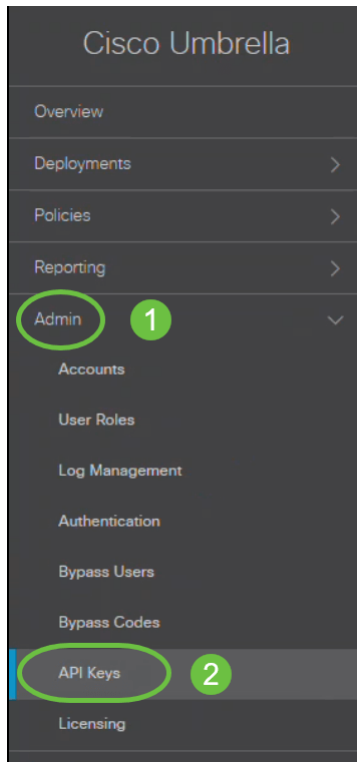 Cisco Umbrella
Overview
Deployments
Policies
Reporting
Admin 1
Accounts
User Roles
Log Management
Authentication
Bypass Users
Bypass Codes
API Keys 2
Licensing